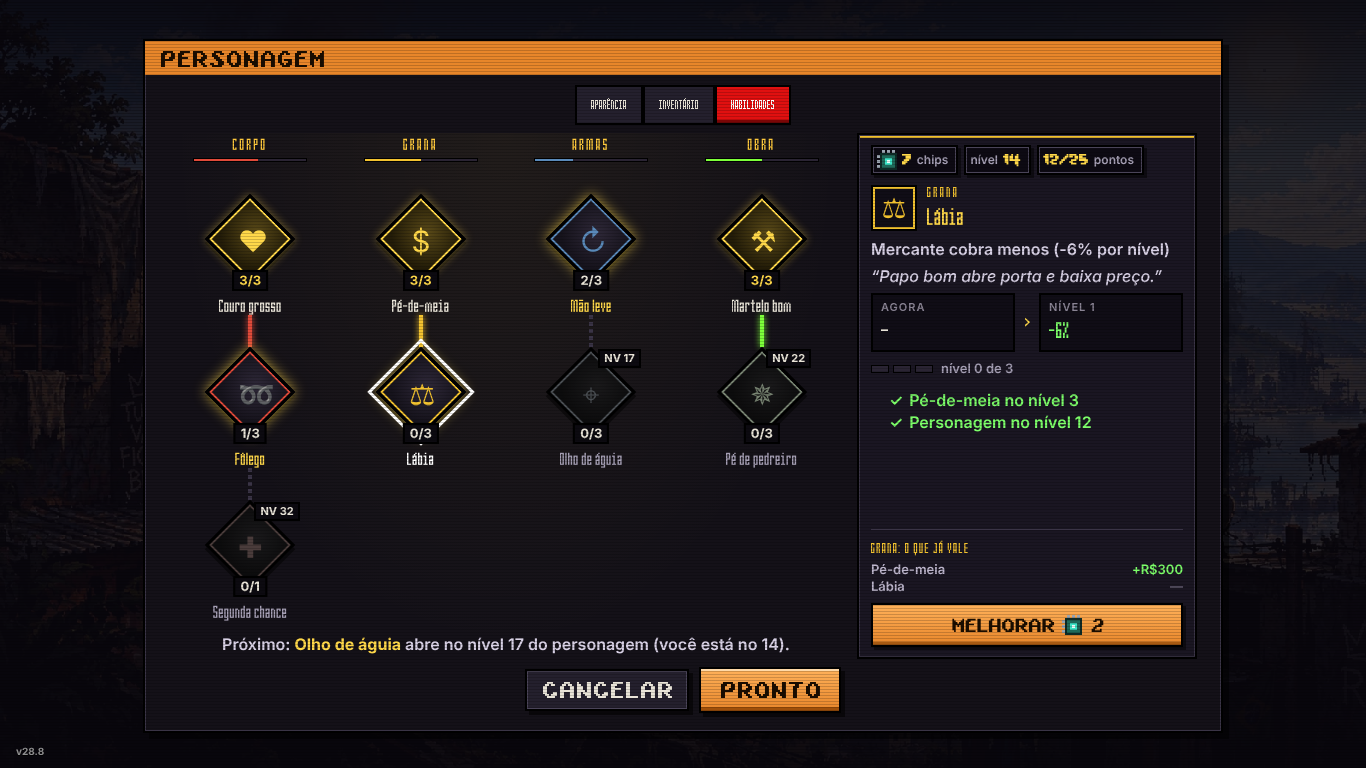 PERSONAGEM
APARÊNCIA
INVENTÁRIO
HABILIDADES
CORPO
GRANA
ARMAS
OBRA
3/3
3/3
2/3
3/3
Couro grosso
Pé-de-meia
Mão leve
Martelo bom
NV 17
NV 22
1/3
0/3
0/3
0/3
Fôlego
Lábia
Olho de águia
Pé de pedreiro
NV 32
0/1
Segunda chance
Próximo: Olho de águia abre no nível 17 do personagem (você está no 14).
7 chips
nível 14
12/25 pontos
GRANA
Lábia
Mercante cobra menos (-6% por nível)
“Papo bom abre porta e baixa preço.”
AGORA
–
›
NÍVEL 1
-6%
nível 0 de 3
✓ Pé-de-meia no nível 3
✓ Personagem no nível 12
GRANA: O QUE JÁ VALE
Pé-de-meia +R$300
Lábia —
MELHORAR 2
CANCELAR
PRONTO
v28.8